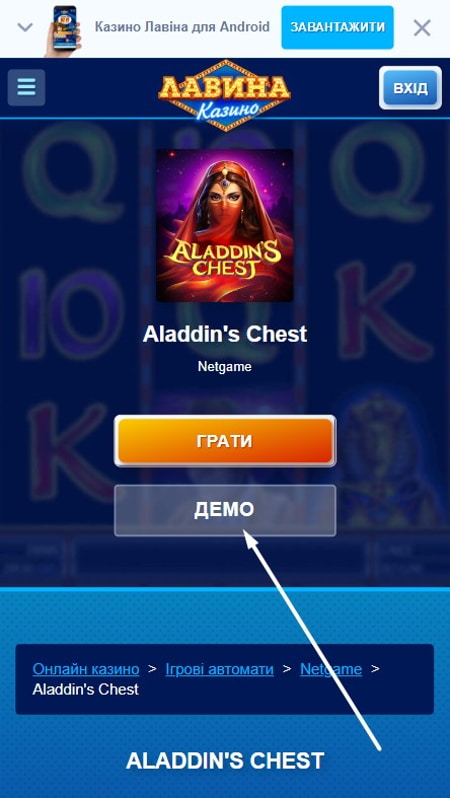 Казино Лавіна для Android
ЗАВАНТАЖИТИ
ЛАВИНА
Казино
ВХІД
ALADDIN'S
CHEST
Aladdin's Chest
Netgame
ГРАТИ
ДЕМО
Онлайн казино > Ігрові автомати > Netgame >
Aladdin's Chest
ALADDIN'S CHEST